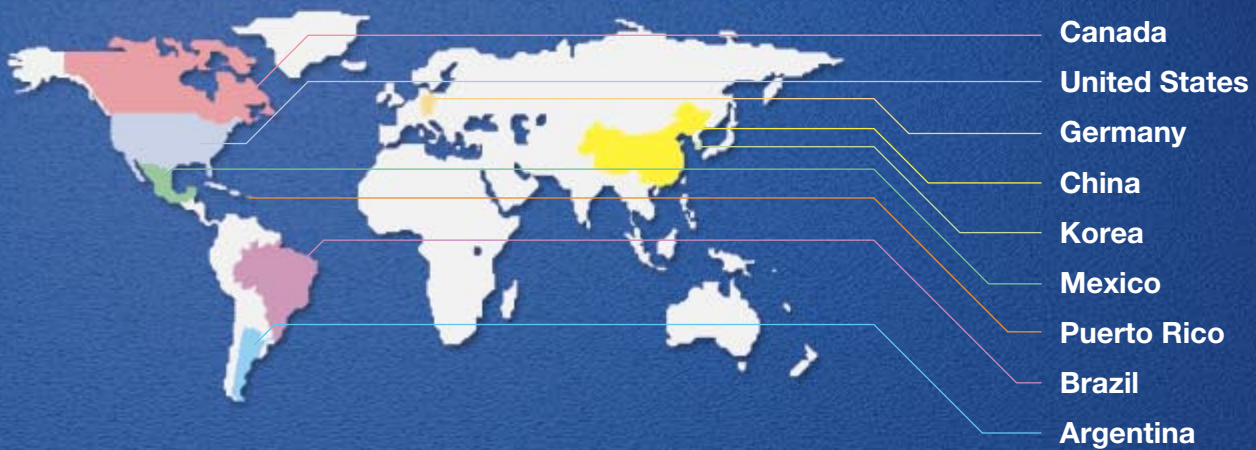 Canada
United States
Germany
China
Korea
Mexico
Puerto Rico
Brazil
Argentina